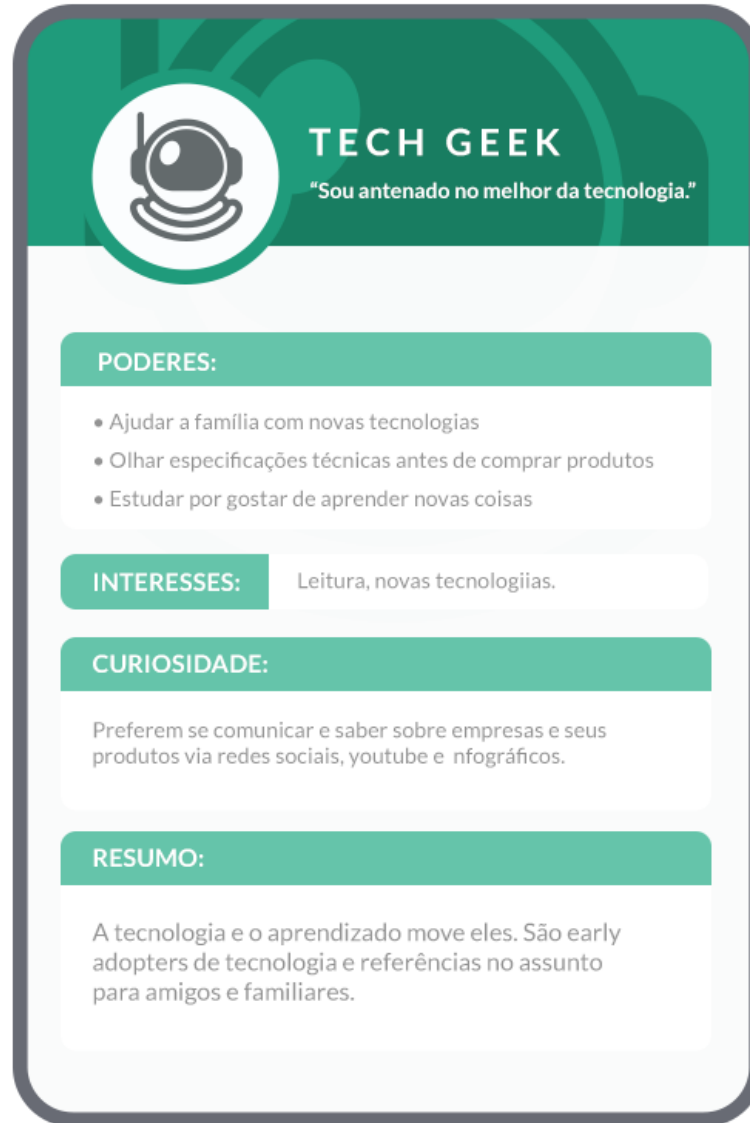 TECH GEEK
“Sou antenado no melhor da tecnologia.”
PODERES:
• Ajudar a família com novas tecnologias
• Olhar especificações técnicas antes de comprar produtos
• Estudar por gostar de aprender novas coisas
INTERESSES:
Leitura, novas tecnologiias.
CURIOSIDADE:
Preferem se comunicar e saber sobre empresas e seus
produtos via redes sociais, youtube e  nfográficos.
RESUMO:
A tecnologia e o aprendizado move eles. São early
adopters de tecnologia e referências no assunto
para amigos e familiares.